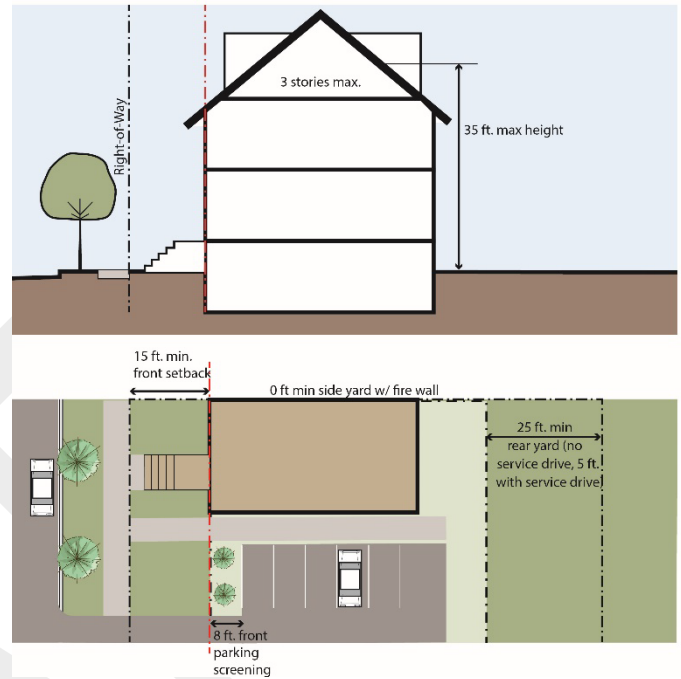 Right-of-Way
3 stories max.
35 ft. max height
15 ft. min.
front setback
0 ft min side yard w/ fire wall
25 ft. min
rear yard (no
service drive, 5 ft.
with service drive
8 ft. front
parking
screening